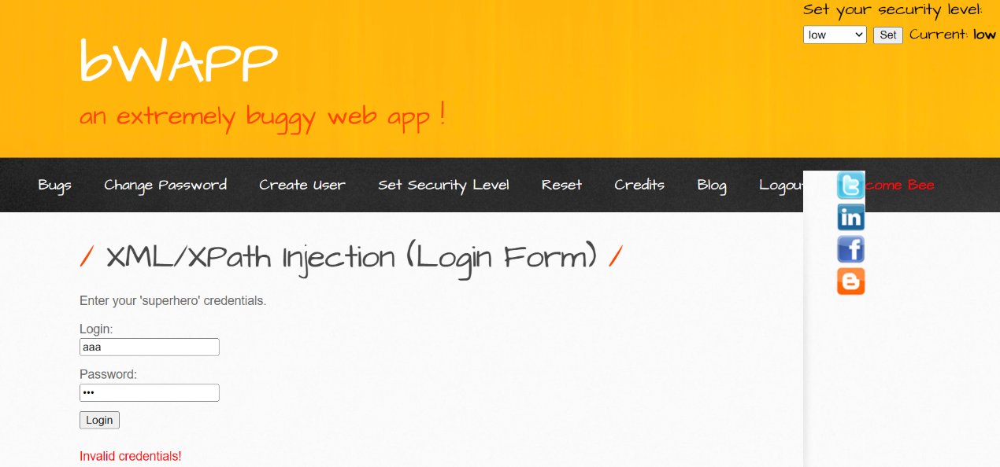 Set your security level:
low Set Current: low
bWAPP
an extremely buggy web app !
Bugs Change Password Create User Set Security Level Reset Credits Blog Logou come Bee
/ XML/XPath Injection (Login Form) /
Enter your 'superhero' credentials.
Login:
aaa
Password:
•••
Login
Invalid credentials!